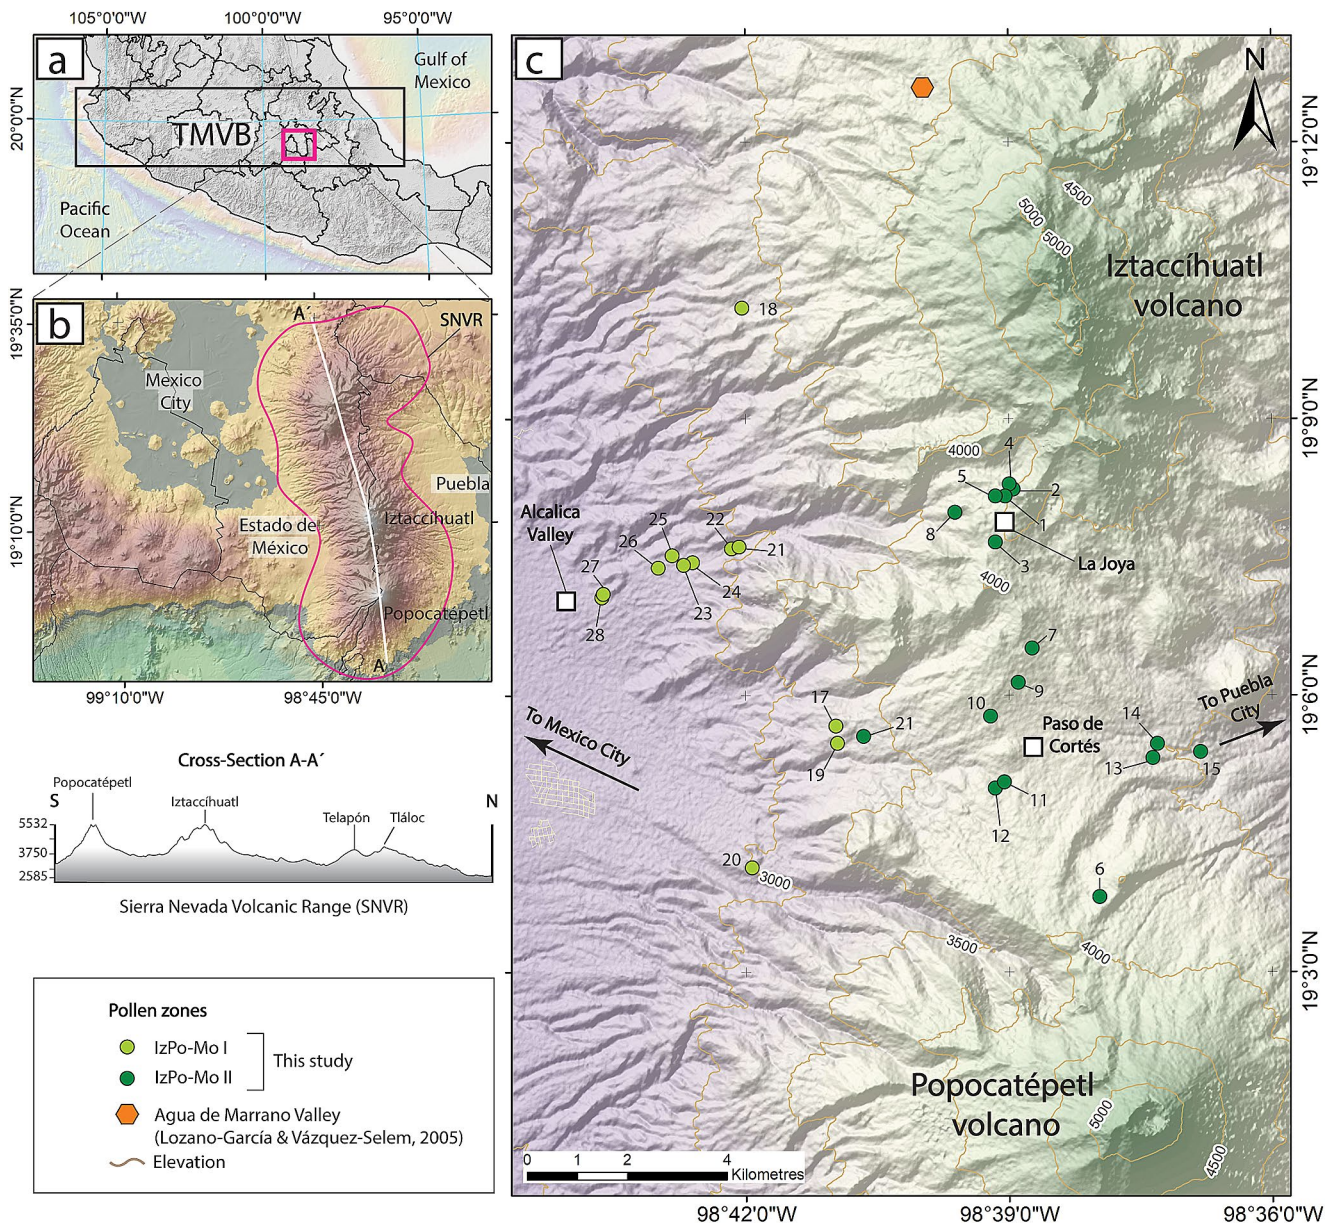 105°0'0"W
100°0'0"W
95°0'0"W
20°0'0"N
a
Gulf of
Mexico
TMVB
Pacific
Ocean
19°35'0"N
19°10'0"N
b
A´
SNVR
Mexico
City
Puebla
Iztaccíhuatl
Estado de
México
Popocatépetl
A
99°10'0"W
98°45'0"W
Cross-Section A-A´
Popocatépetl
Iztaccíhuatl
Telapón
Tláloc
S
N
5532
3750
2585
Sierra Nevada Volcanic Range (SNVR)
Pollen zones
IzPo-Mo I
IzPo-Mo II
This study
Agua de Marrano Valley
(Lozano-García & Vázquez-Selem, 2005)
Elevation
c
N
19°12'0"N
4500
5000
5000
Iztaccíhuatl
volcano
18
19°9'0"N
4000
4
5
2
8
1
La Joya
3
4000
Alcalica
Valley
25
22
21
26
27
24
23
28
7
9
10
19°6'0"N
To Puebla
City
17
21
19
Paso de
Cortés
14
13
15
To Mexico City
11
12
20
3000
6
3500
4000
19°3'0"N
Popocatépetl
volcano
5000
4500
0
1
2
4
Kilometres
98°42'0"W
98°39'0"W
98°36'0"W